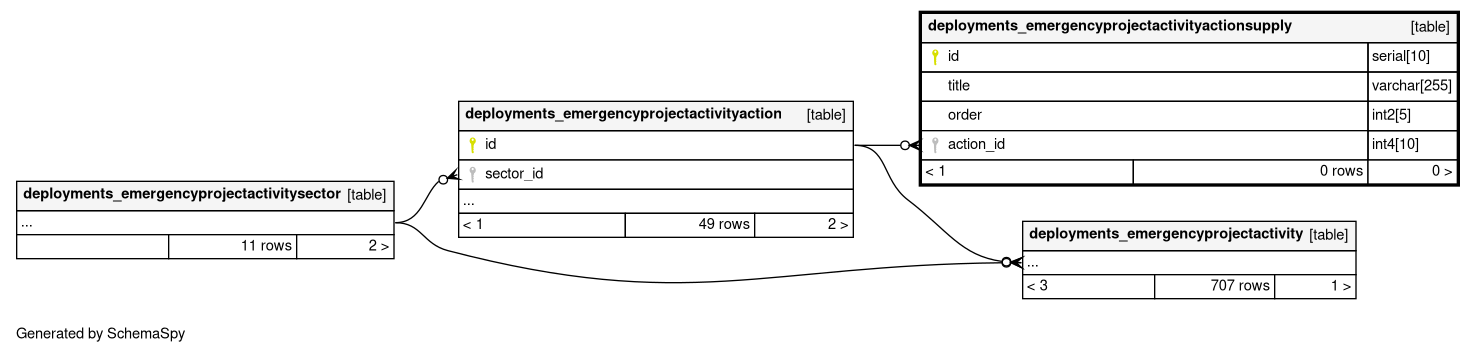 deployments_emergencyprojectactivityactionsupply [table]
id serial[10]
title varchar[255]
order int2[5]
action_id int4[10]
< 1 0 rows 0 >
deployments_emergencyprojectactivityaction [table]
id
sector_id
...
< 1 49 rows 2 >
deployments_emergencyprojectactivitysector [table]
...
11 rows 2 >
deployments_emergencyprojectactivity [table]
...
< 3 707 rows 1 >
Generated by SchemaSpy